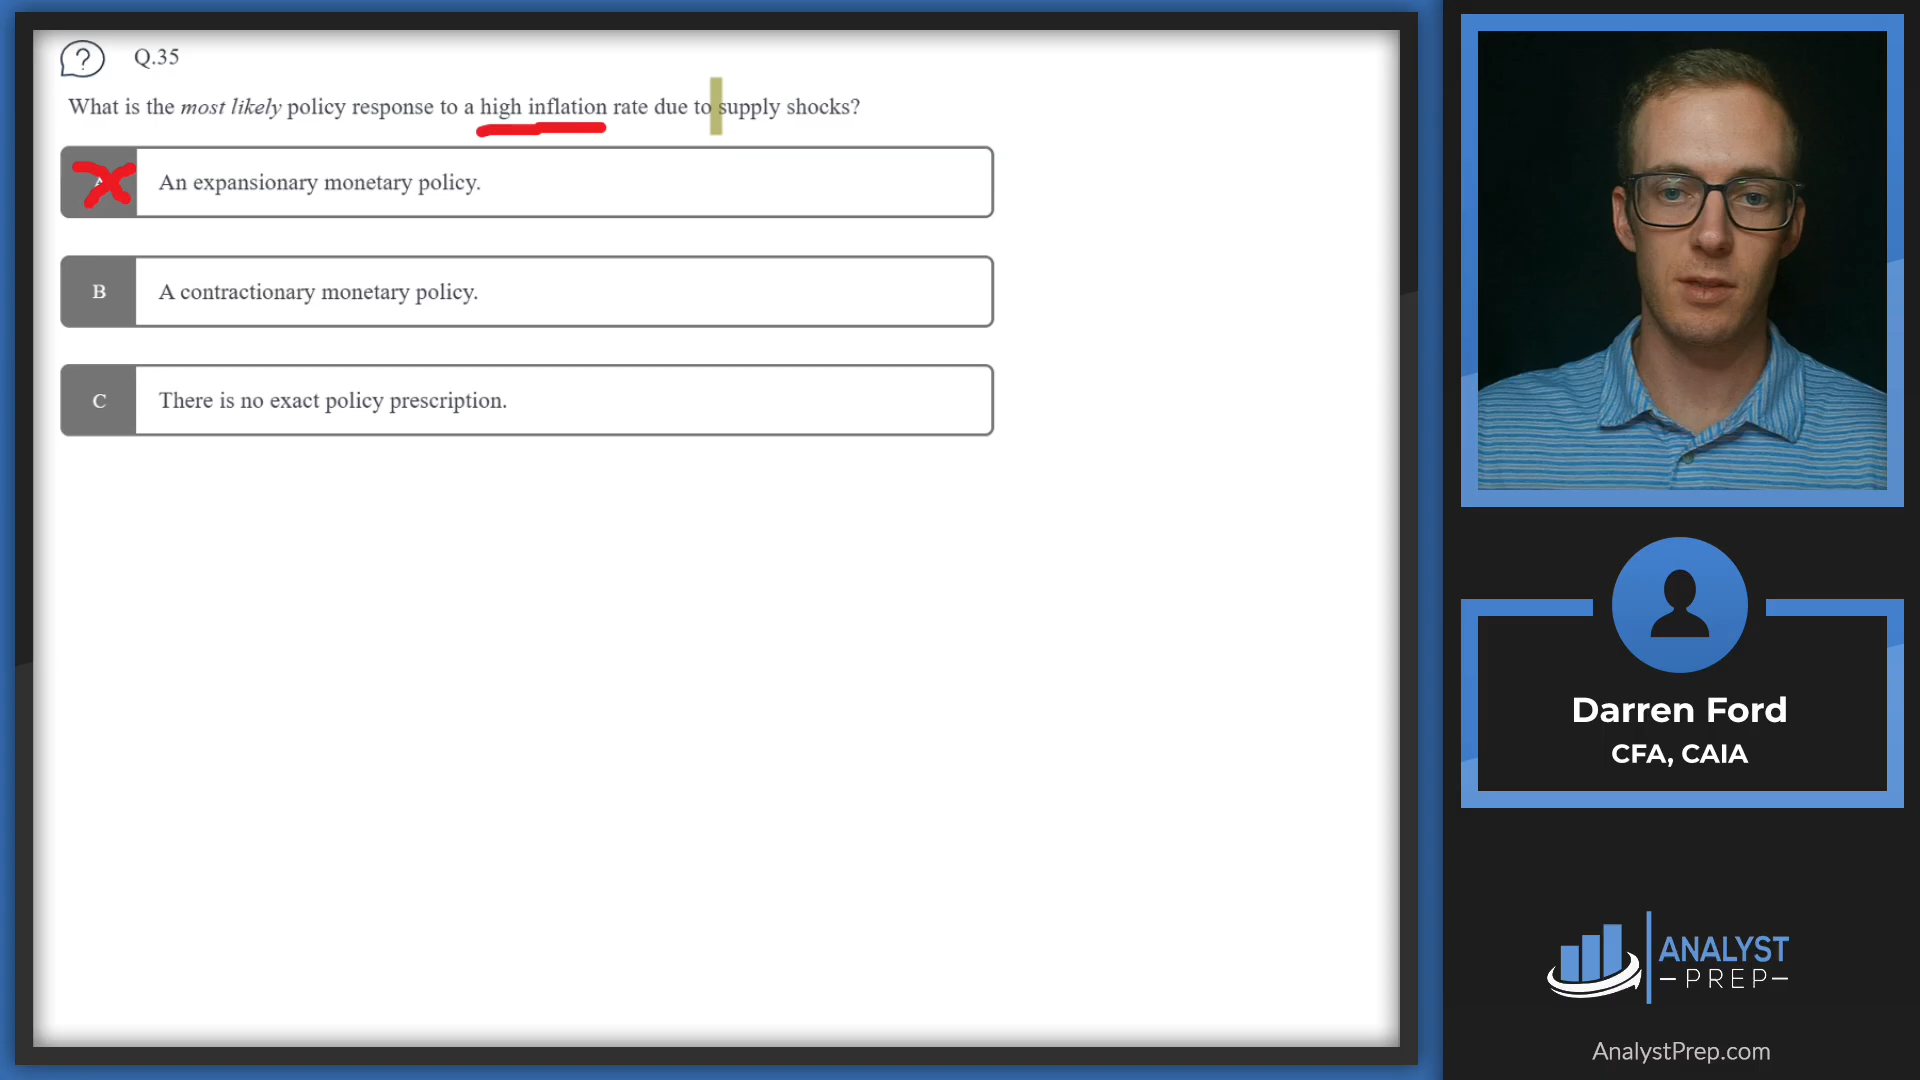 ?
Q.35
What is the most likely policy response to a high inflation rate due to supply shocks?
A
An expansionary monetary policy.
B
A contractionary monetary policy.
C
There is no exact policy prescription.
Darren Ford
CFA, CAIA
ANALYST
PREP
AnalystPrep.com